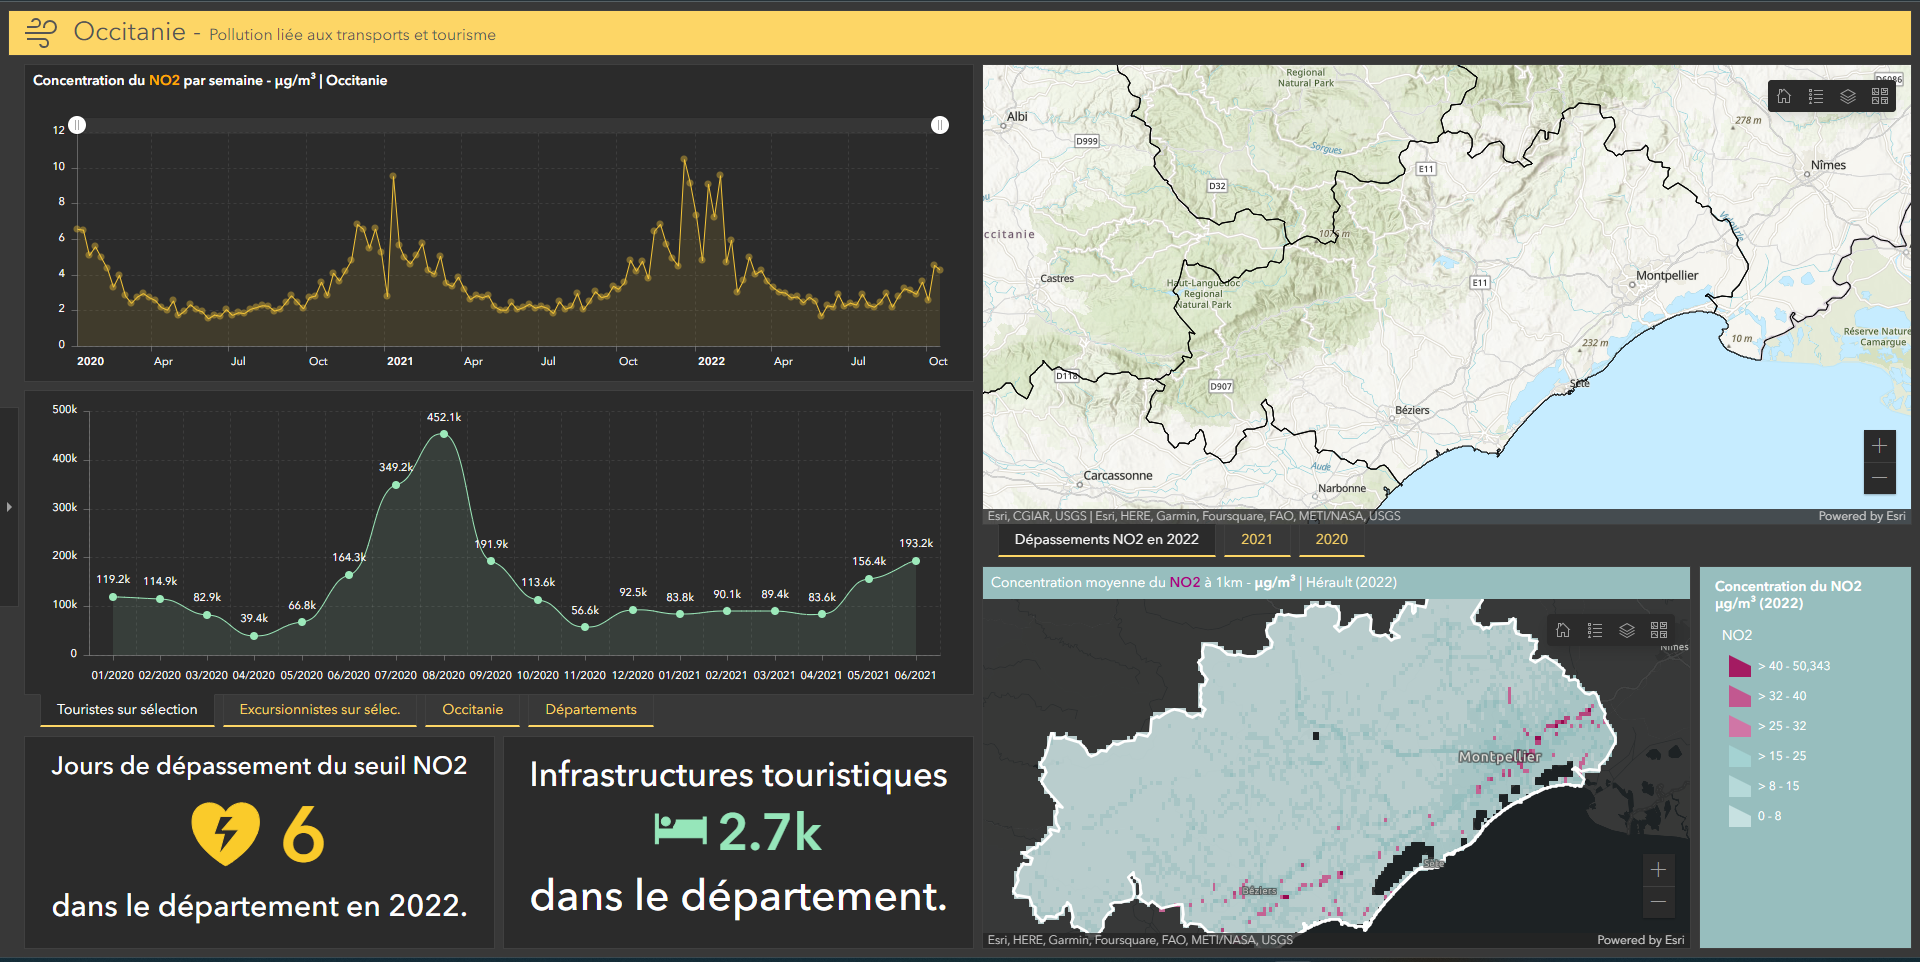 Occitanie - Pollution liée aux transports et tourisme
Concentration du NO2 par semaine - µg/m³ | Occitanie
12
10
8
6
4
2
0
2020 Apr Jul Oct 2021 Apr Jul Oct 2022 Apr Jul Oct
500k
400k
300k
200k
100k
0
119.2k 114.9k 82.9k 39.4k 66.8k 164.3k 349.2k 452.1k 191.9k 113.6k 56.6k 92.5k 83.8k 90.1k 89.4k 83.6k 156.4k 193.2k
01/2020 02/2020 03/2020 04/2020 05/2020 06/2020 07/2020 08/2020 09/2020 10/2020 11/2020 12/2020 01/2021 02/2021 03/2021 04/2021 05/2021 06/2021
Touristes sur sélection Excursionnistes sur sélec. Occitanie Départements
Jours de dépassement du seuil NO2
6
dans le département en 2022.
Infrastructures touristiques
2.7k
dans le département.
Regional
Natural Park
D6086
Albi
278 m
D999
Sorgues
E11
Nîmes
D32
Vidourle
ccitanie
1076 m
Castres
Montpellier
E11
Haut-Languedoc
Regional
Natural Park
Réserve Nature
Camargue
232 m
10 m
D118
D907
Sète
Béziers
Carcassonne
Aude
Narbonne
Esri, CGIAR, USGS | Esri, HERE, Garmin, Foursquare, FAO, METI/NASA, USGS
Powered by Esri
Dépassements NO2 en 2022 2021 2020
Concentration moyenne du NO2 à 1km - µg/m³ | Hérault (2022)
Nîmes
Montpellier
Sète
Béziers
Esri, HERE, Garmin, Foursquare, FAO, METI/NASA, USGS
Powered by Esri
Concentration du NO2
µg/m³ (2022)
NO2
> 40 - 50,343
> 32 - 40
> 25 - 32
> 15 - 25
> 8 - 15
0 - 8